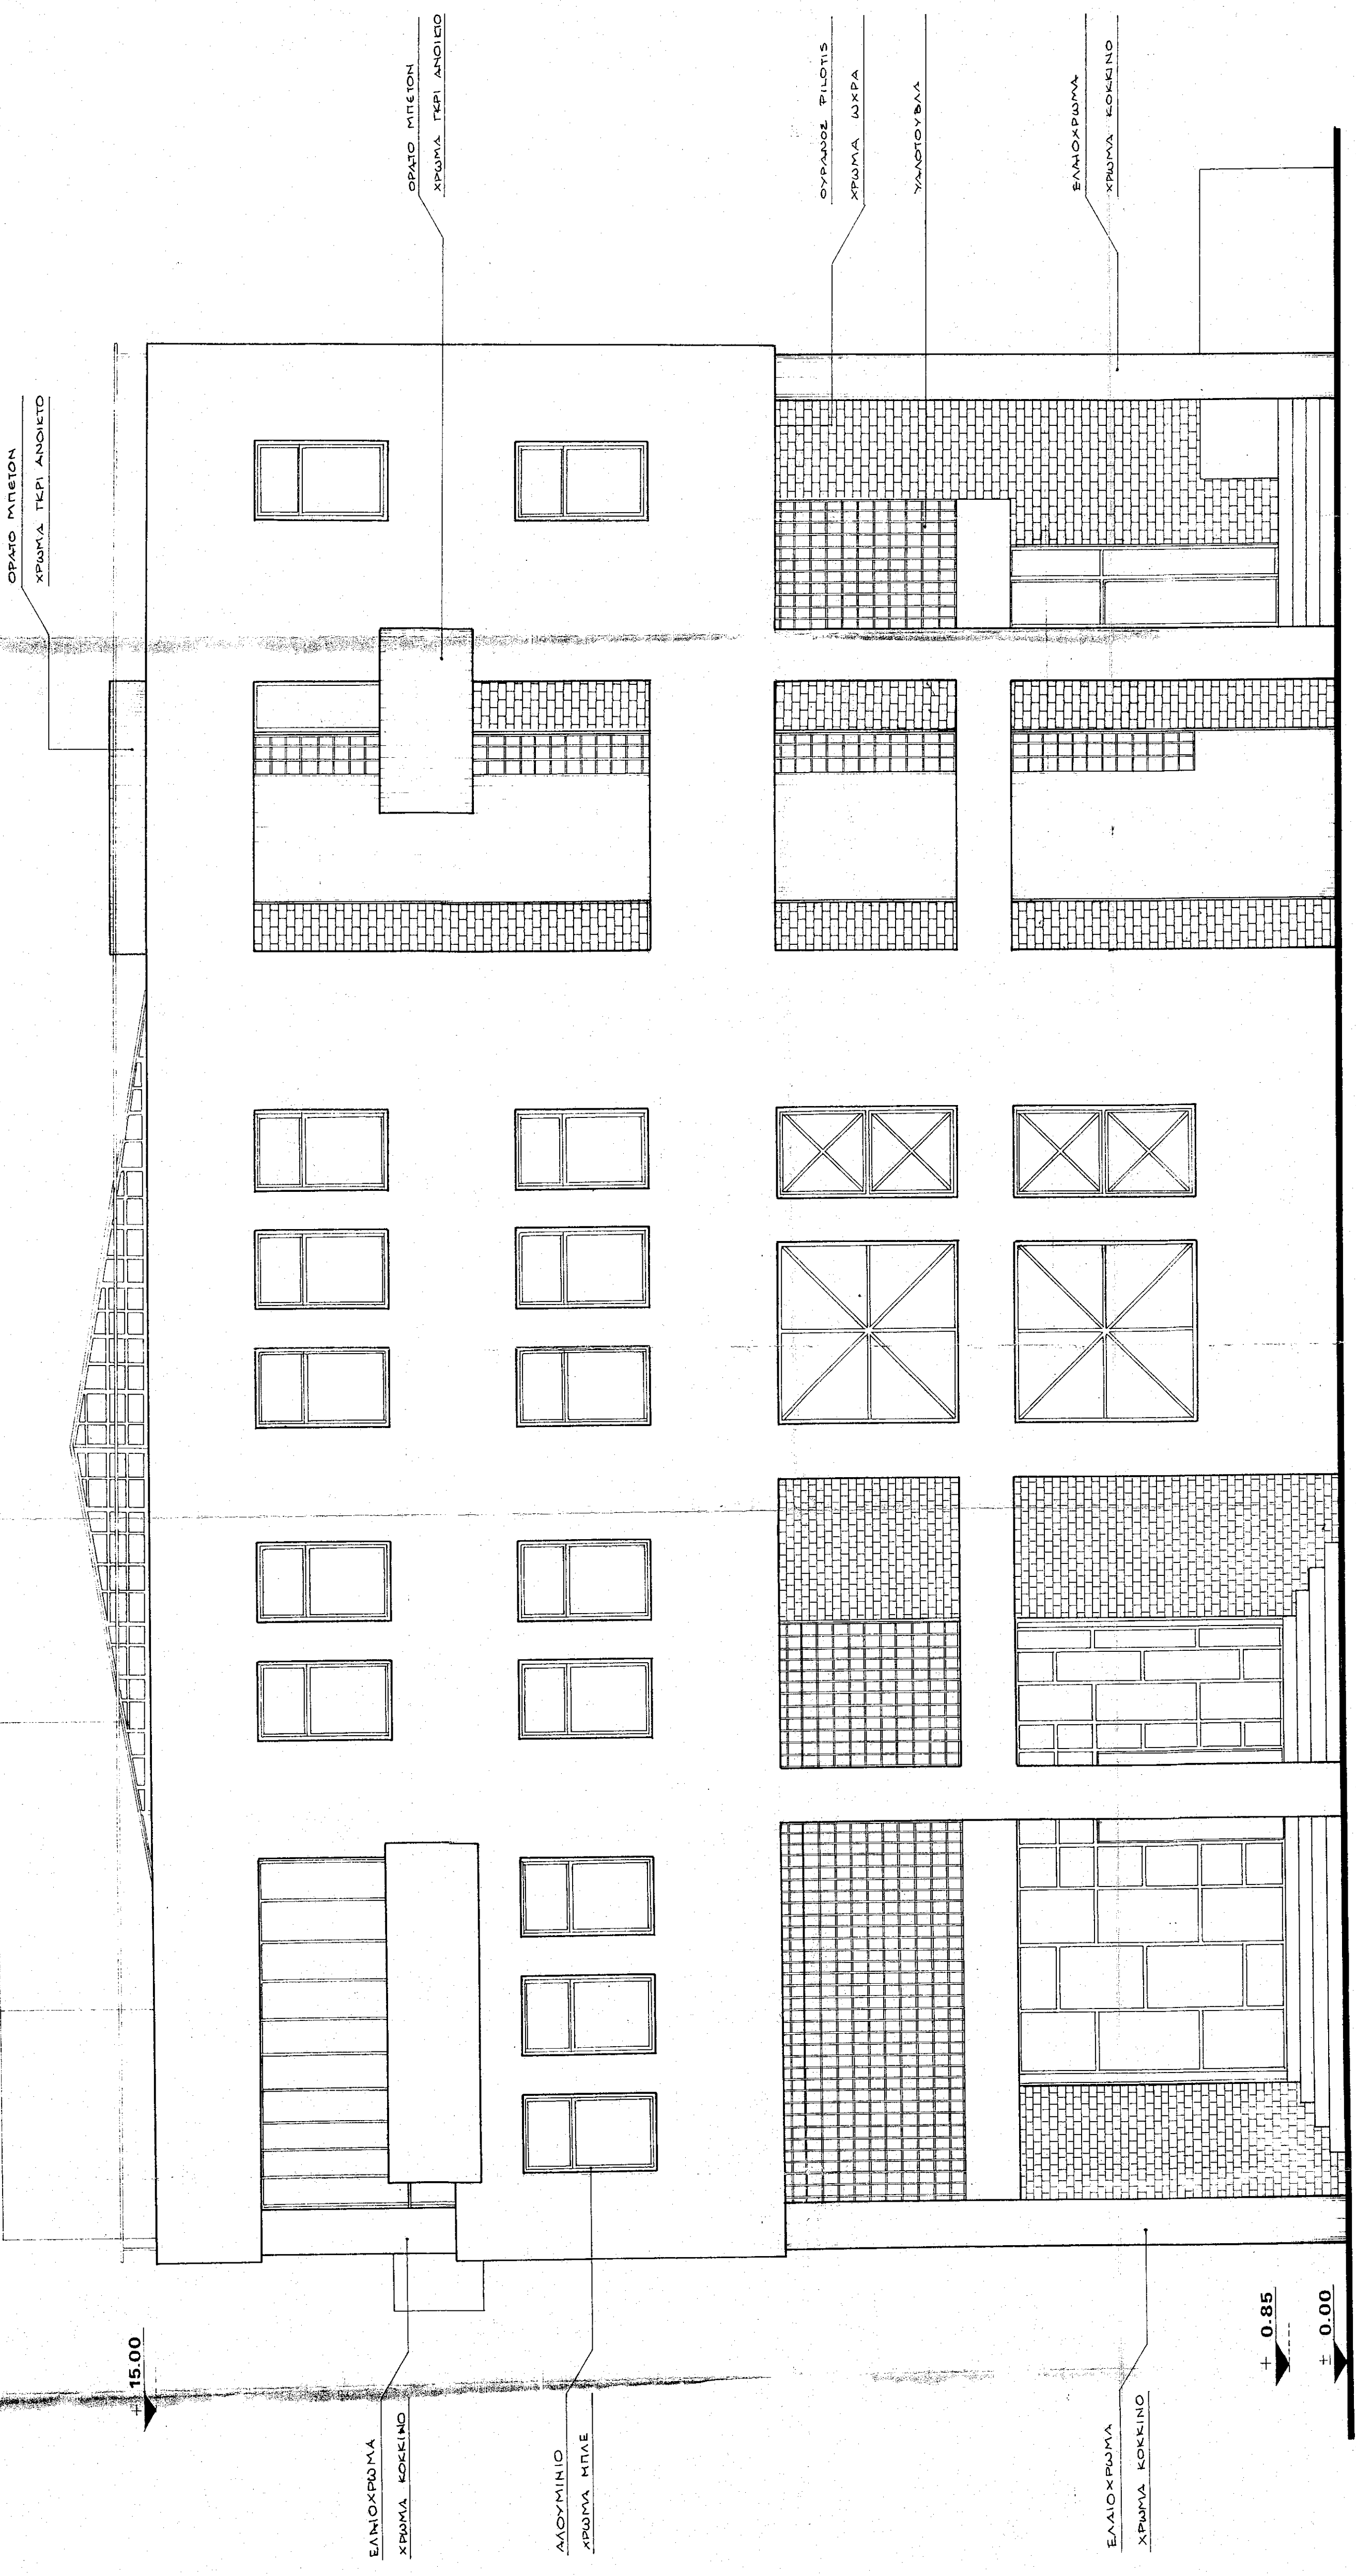 ΟΡΑΤΟ ΜΠΕΤΟΝ
ΧΡΩΜΑ ΓΚΡΙ ΑΝΟΙΚΤΟ
ΟΡΑΤΟ ΜΠΕΤΟΝ
ΧΡΩΜΑ ΓΚΡΙ ΑΝΟΙΚΤΟ
ΟΥΡΑΝΟΣ PILOTIS
ΧΡΩΜΑ ΩΧΡΑ
ΥΑΛΟΤΟΥΒΛΑ
ΕΛΑΙΟΧΡΩΜΑ
ΧΡΩΜΑ ΚΟΚΚΙΝΟ
+ 15.00
+ 0.85
± 0.00
ΕΛΑΙΟΧΡΩΜΑ
ΧΡΩΜΑ ΚΟΚΚΙΝΟ
ΑΛΟΥΜΙΝΙΟ
ΧΡΩΜΑ ΜΠΛΕ
ΕΛΑΙΟΧΡΩΜΑ
ΧΡΩΜΑ ΚΟΚΚΙΝΟ